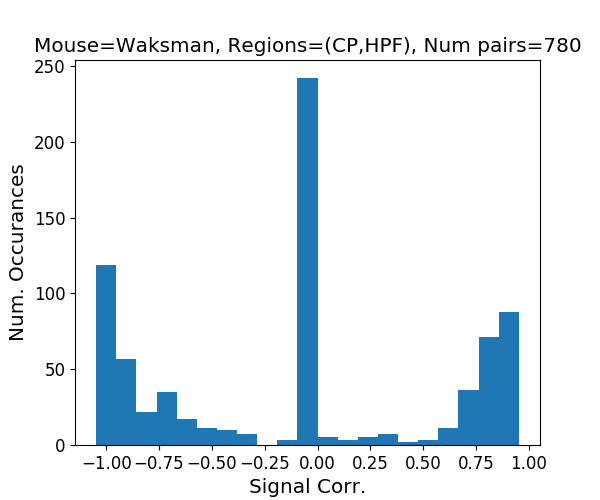 Mouse=Waksman, Regions=(CP,HPF), Num pairs=780
250
200
150
100
50
0
Num. Occurances
−1.00 −0.75 −0.50 −0.25 0.00 0.25 0.50 0.75 1.00
Signal Corr.